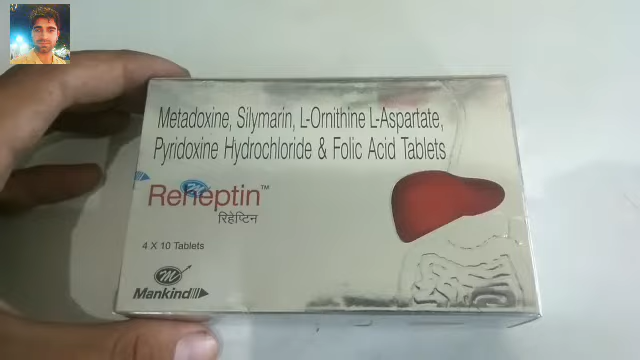 Metadoxine, Silymarin, L-Ornithine L-Aspartate,
Pyridoxine Hydrochloride & Folic Acid Tablets
Reheptin™
रिहेप्टिन
4 X 10 Tablets
Mankind